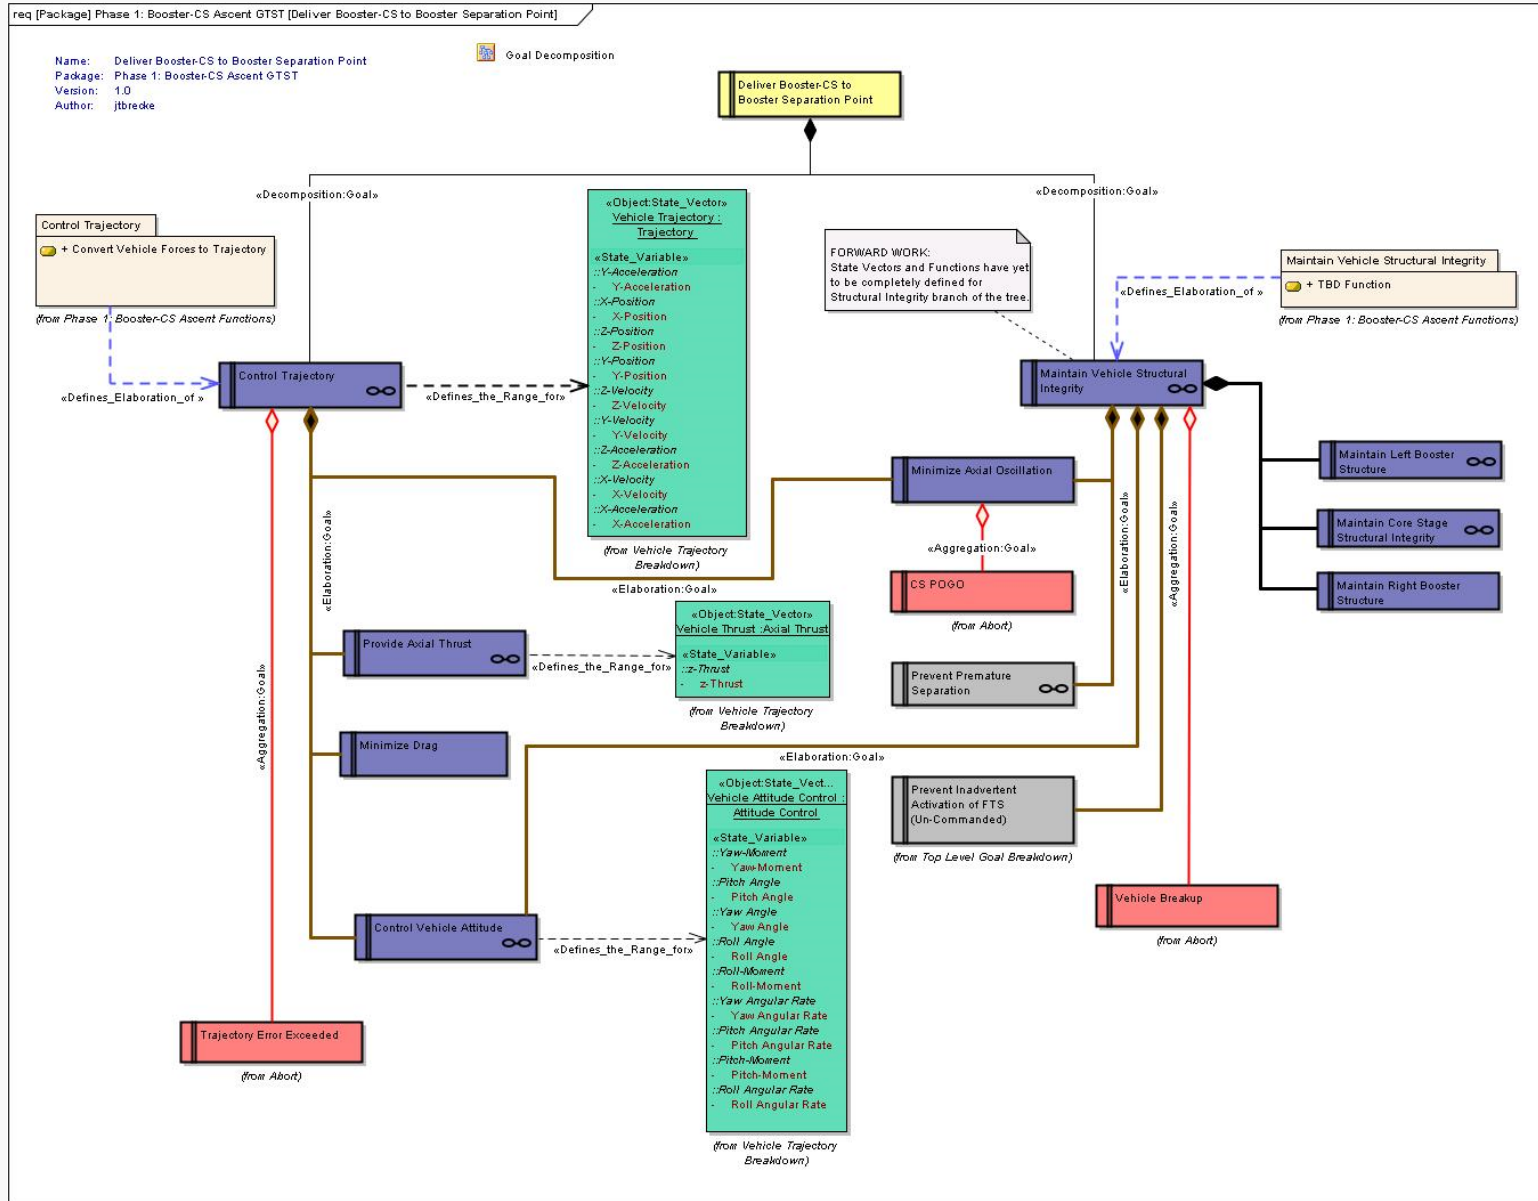 req [Package] Phase 1: Booster-CS Ascent GTST [Deliver Booster-CS to Booster Separation Point]
Name: Deliver Booster-CS to Booster Separation Point
Package: Phase 1: Booster-CS Ascent GTST
Version: 1.0
Author: jtbrecke
Goal Decomposition
Deliver Booster-CS to
Booster Separation Point
«Decomposition:Goal»
«Decomposition:Goal»
Control Trajectory
+ Convert Vehicle Forces to Trajectory
(from Phase 1: Booster-CS Ascent Functions)
«Defines_Elaboration_of »
Control Trajectory
«Defines_the_Range_for»
«Object:State_Vector»
Vehicle Trajectory :
Trajectory
«State_Variable»
::Y-Acceleration
- Y-Acceleration
::X-Position
- X-Position
::Z-Position
- Z-Position
::Y-Position
- Y-Position
::Z-Velocity
- Z-Velocity
::Y-Velocity
- Y-Velocity
::Z-Acceleration
- Z-Acceleration
::X-Velocity
- X-Velocity
::X-Acceleration
- X-Acceleration
(from Vehicle Trajectory
Breakdown)
FORWARD WORK:
State Vectors and Functions have yet
to be completely defined for
Structural Integrity branch of the tree.
Maintain Vehicle Structural Integrity
+ TBD Function
(from Phase 1: Booster-CS Ascent Functions)
«Defines_Elaboration_of »
Maintain Vehicle Structural
Integrity
Minimize Axial Oscillation
«Aggregation:Goal»
CS POGO
(from Abort)
«Elaboration:Goal»
«Aggregation:Goal»
Maintain Left Booster
Structure
Maintain Core Stage
Structural Integrity
Maintain Right Booster
Structure
«Elaboration:Goal»
«Elaboration:Goal»
«Aggregation:Goal»
Provide Axial Thrust
«Defines_the_Range_for»
«Object:State_Vector»
Vehicle Thrust :Axial Thrust
«State_Variable»
::z-Thrust
- z-Thrust
(from Vehicle Trajectory
Breakdown)
Prevent Premature
Separation
Minimize Drag
«Elaboration:Goal»
Prevent Inadvertent
Activation of FTS
(Un-Commanded)
(from Top Level Goal Breakdown)
Control Vehicle Attitude
«Defines_the_Range_for»
«Object:State_Vect...
Vehicle Attitude Control :
Attitude Control
«State_Variable»
::Yaw-Moment
- Yaw-Moment
::Pitch Angle
- Pitch Angle
::Yaw Angle
- Yaw Angle
::Roll Angle
- Roll Angle
::Roll-Moment
- Roll-Moment
::Yaw Angular Rate
- Yaw Angular Rate
::Pitch Angular Rate
- Pitch Angular Rate
::Pitch-Moment
- Pitch-Moment
::Roll Angular Rate
- Roll Angular Rate
(from Vehicle Trajectory
Breakdown)
Vehicle Breakup
(from Abort)
Trajectory Error Exceeded
(from Abort)